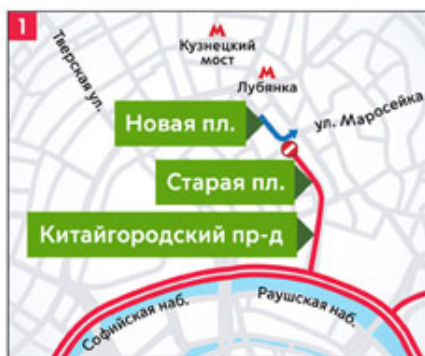 1
М
Кузнецкий
мост
Тверская ул.
М
Лубянка
Новая пл.
ул. Маросейка
Старая пл.
Китайгородский пр-д
Софийская наб.
Раушская наб.